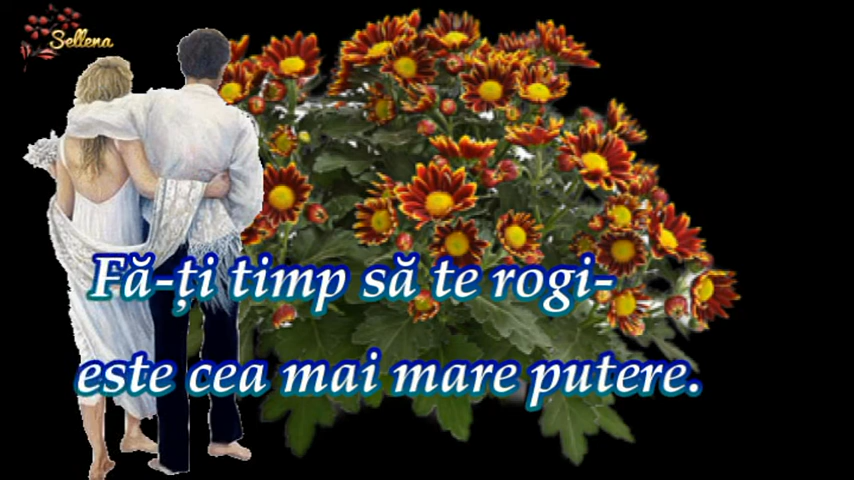 Sellena
Fă-ți timp să te rogi-
este cea mai mare putere.